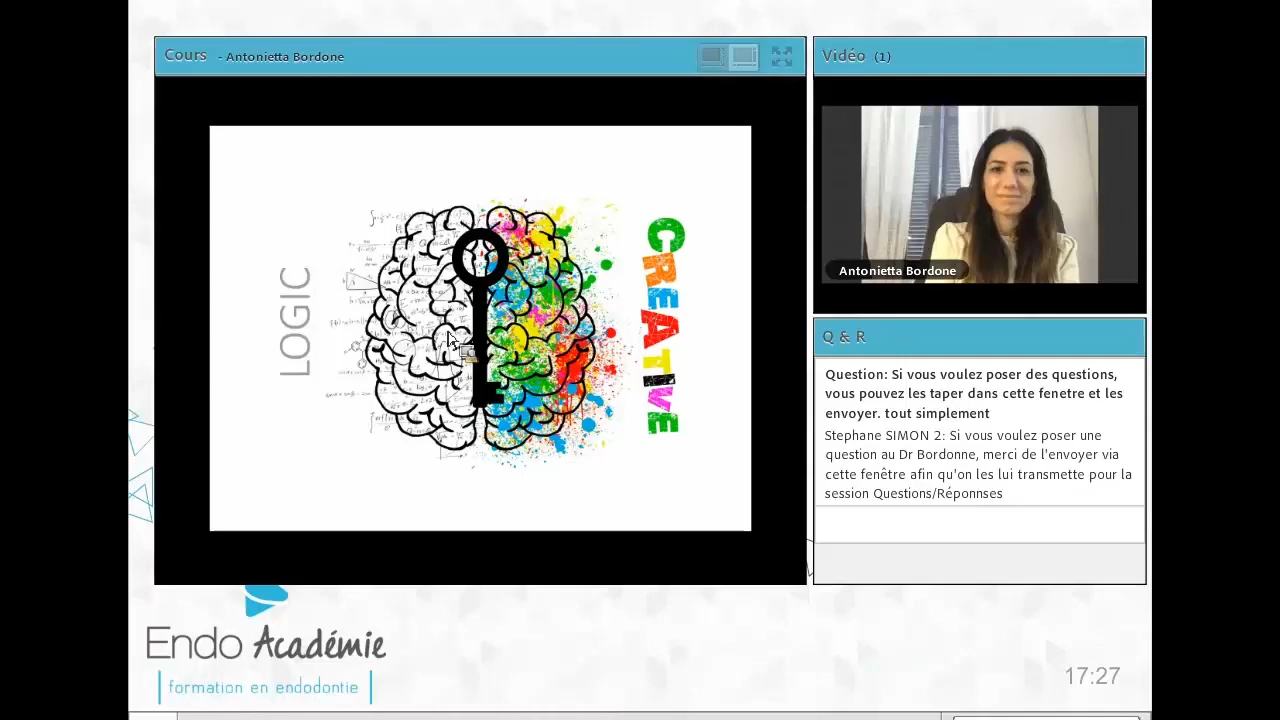 Cours - Antonietta Bordone
LOGIC
CREATIVE
Vidéo (1)
Antonietta Bordone
Q & R
Question: Si vous voulez poser des questions,
vous pouvez les taper dans cette fenetre et les
envoyer. tout simplement
Stephane SIMON 2: Si vous voulez poser une
question au Dr Bordonne, merci de l'envoyer via
cette fenêtre afin qu'on les lui transmette pour la
session Questions/Réponnses
Endo Académie
formation en endodontie
17:27